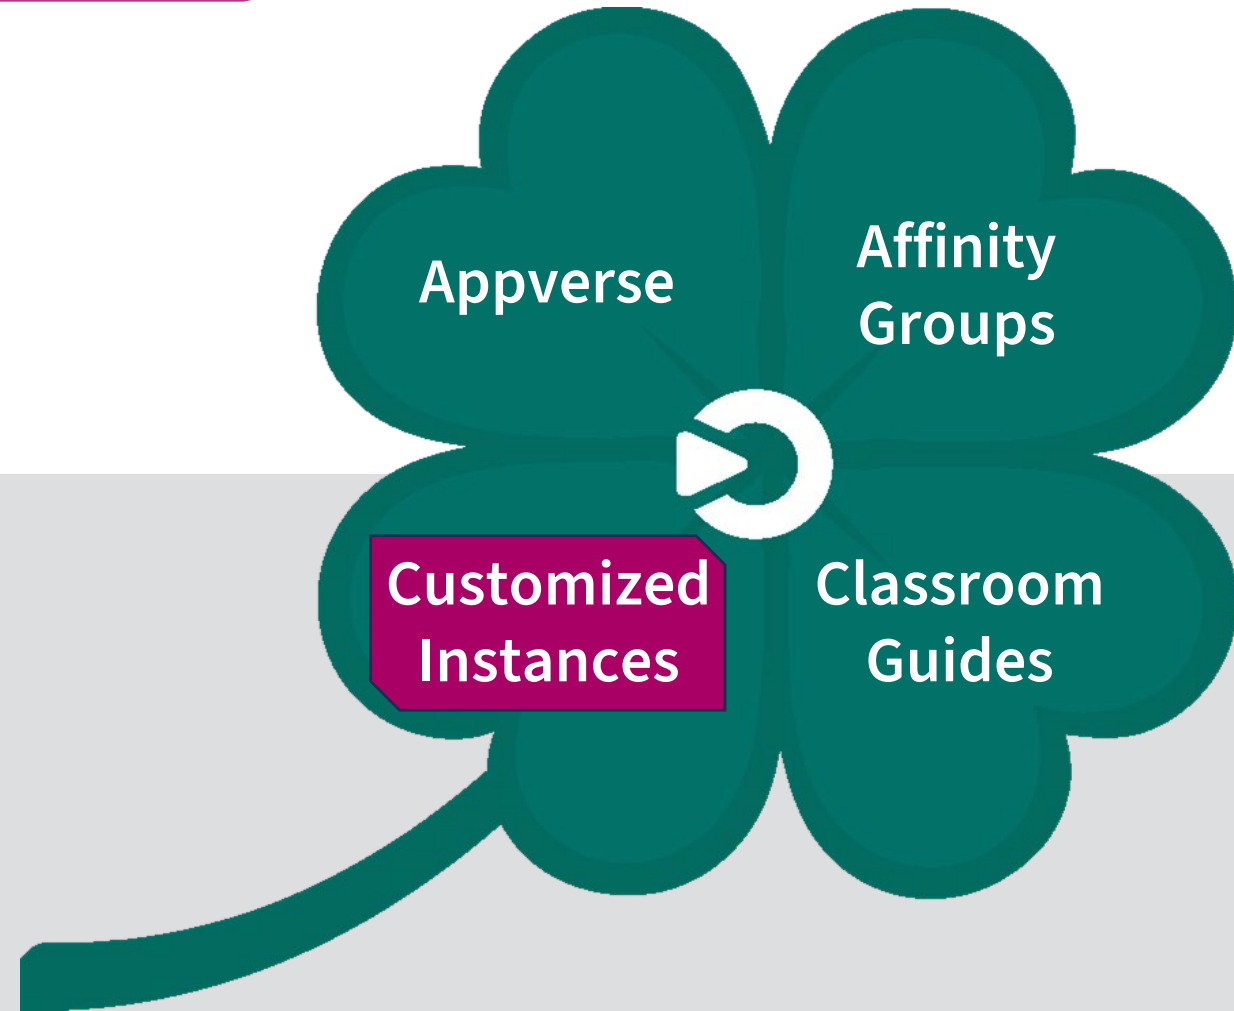 Appverse
Affinity
Groups
Customized
Instances
Classroom
Guides